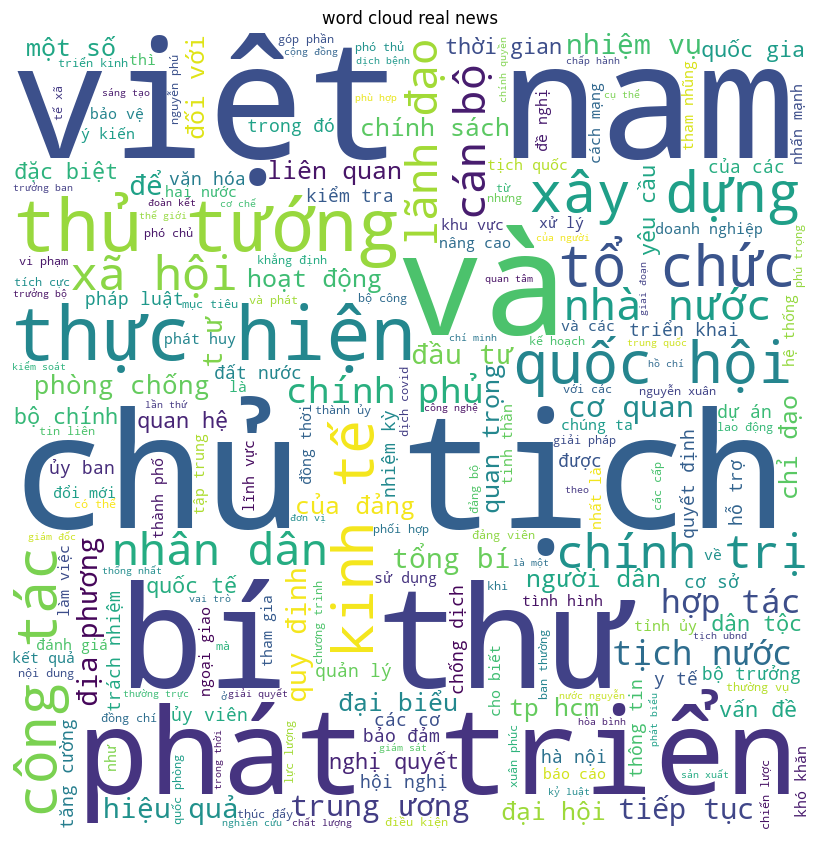 word cloud real news
một số
triển kinh
thì
sáng tạo
tế xã
nguyễn phú
đối với
góp phần
cộng đồng
phó thủ
dịch bệnh
thời gian
chính quyền
nhiệm vụ
chấp hành
quốc gia
bảo vệ
ý kiến
việt nam
phù hợp
cụ thể
tham nhũng
nhấn mạnh
trong đó
chính sách
lãnh đạo
cán bộ
đề nghị
cách mạng
đặc biệt
để
văn hóa
liên quan
tịch quốc
của các
trưởng ban
hai nước
cơ chế
kiểm tra
từ
nhưng
xây dựng
yêu cầu
đoàn kết
thế giới
phó chủ
thủ tướng
khu vực
nâng cao
xử lý
của người
doanh nghiệp
và
tổ chức
vi phạm
tích cực
trưởng bộ
xã hội
khẳng định
hoạt động
quan tâm
giai đoạn
phú trọng
pháp luật
mục tiêu
và phát
bộ công
nhà nước
thực hiện
phát huy
tư
chí minh
và các
triển khai
hệ thống
kế hoạch
trung quốc
kiểm soát
đất nước
đầu tư
quốc hội
hồ chí
phòng chống
là
chính phủ
với các
nguyễn xuân
bộ chính
lần thứ
quan hệ
thành ủy
dịch covid
công nghệ
quan trọng
cơ quan
dự án
chỉ đạo
tin liên
chúng ta
lao động
giải pháp
ủy ban
thành phố
tập trung
lĩnh vực
đồng thời
kinh tế
nhiệm kỳ
tinh thần
đảng bộ
được
đổi mới
chủ tịch
theo
nhất là
các cấp
quyết định
hỗ trợ
có thể
của đảng
đơn vị
phối hợp
đảng viên
giám đốc
làm việc
thống nhất
nhân dân
tổng bí
là một
chính trị
về
công tác
địa phương
quốc tế
vai trò
sử dụng
khi
người dân
cơ sở
trách nhiệm
ngoại giao
tham gia
quy định
chương trình
chống dịch
tình hình
hợp tác
đánh giá
mà
bí thư
tỉnh ủy
dân tộc
tịch ubnd
kết quả
nội dung
quản lý
cho biết
ban thường
tịch nước
y tế
bộ trưởng
thường trực
ở
giải quyết
đại biểu
nước nguyễn
thường vụ
đồng chí
ủy viên
các cơ
tp hcm
thông tin
phát biểu
vấn đề
tăng cường
như
phát triển
bảo đảm
hòa bình
quốc phòng
trong thời
lực lượng
giám sát
nghị quyết
xuân phúc
hà nội
hội nghị
báo cáo
sản xuất
kỷ luật
chiến lược
khó khăn
hiệu quả
thúc đẩy
nghiên cứu
trung ương
chất lượng
điều kiện
đại hội
tiếp tục